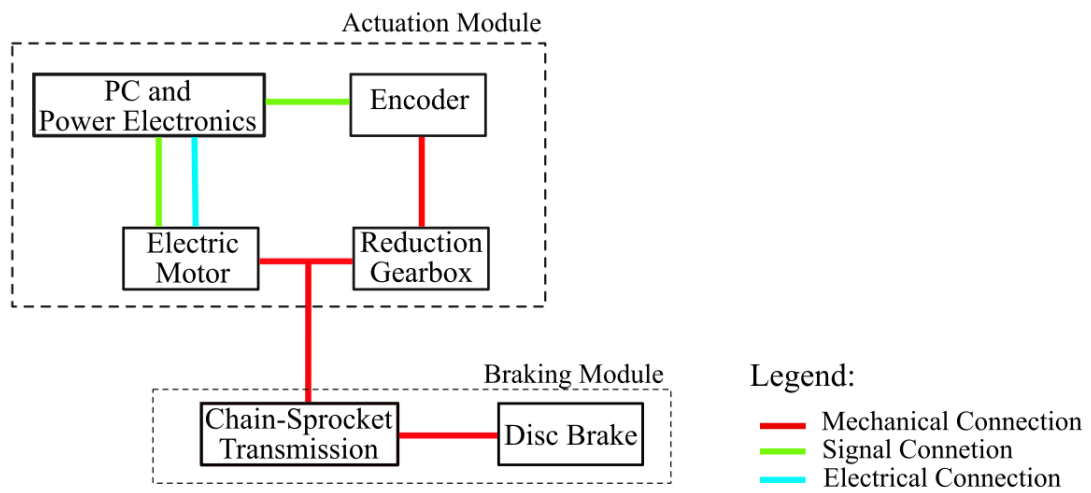 Actuation Module
PC and
Power Electronics
Encoder
Electric
Motor
Reduction
Gearbox
Braking Module
Chain-Sprocket
Transmission
Disc Brake
Legend:
Mechanical Connection
Signal Connetion
Electrical Connection